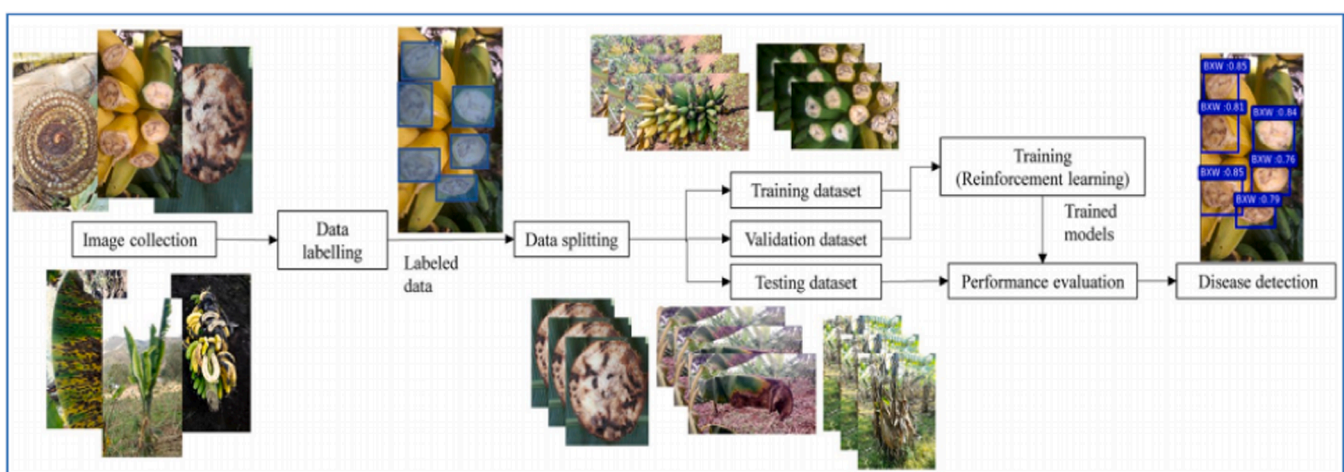 Image collection
Data
labelling
Labeled
data
Data splitting
Training dataset
Validation dataset
Testing dataset
Training
(Reinforcement learning)
Trained
models
Performance evaluation
Disease detection
BXW :0.85
BXW :0.81
BXW :0.84
BXW :0.76
BXW :0.85
BXW :0.79